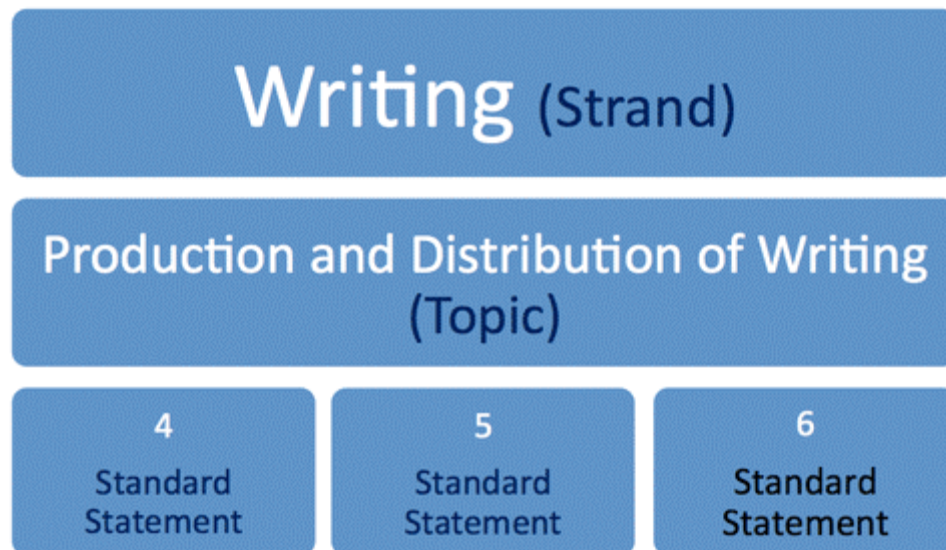 Writing (Strand)
Production and Distribution of Writing
(Topic)
4
Standard
Statement
5
Standard
Statement
6
Standard
Statement